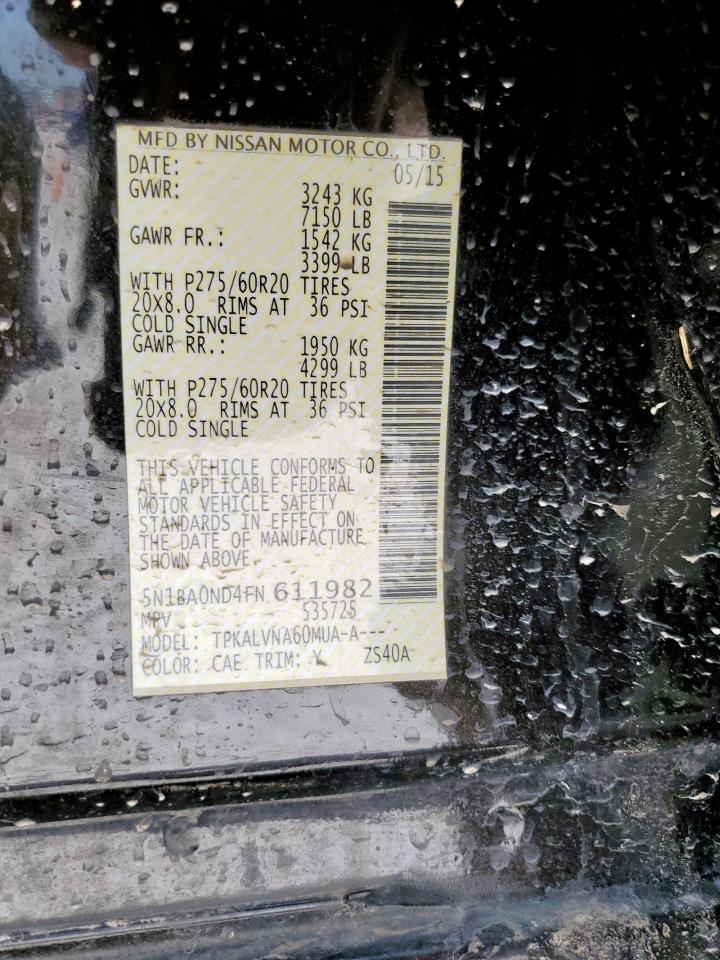 MFD BY NISSAN MOTOR CO., LTD.
DATE: 05/15
GVWR: 3243 KG
7150 LB
GAWR FR.: 1542 KG
3399 LB
WITH P275/60R20 TIRES
20X8.0 RIMS AT 36 PSI
COLD SINGLE
GAWR RR.: 1950 KG
4299 LB
WITH P275/60R20 TIRES
20X8.0 RIMS AT 36 PSI
COLD SINGLE
THIS VEHICLE CONFORMS TO
ALL APPLICABLE FEDERAL
MOTOR VEHICLE SAFETY
STANDARDS IN EFFECT ON
THE DATE OF MANUFACTURE
SHOWN ABOVE.
5N1BA0ND4FN 611982
MPV 535725
MODEL: TPKALVNA60MUA-A---
COLOR: CAE TRIM: Y ZS40A